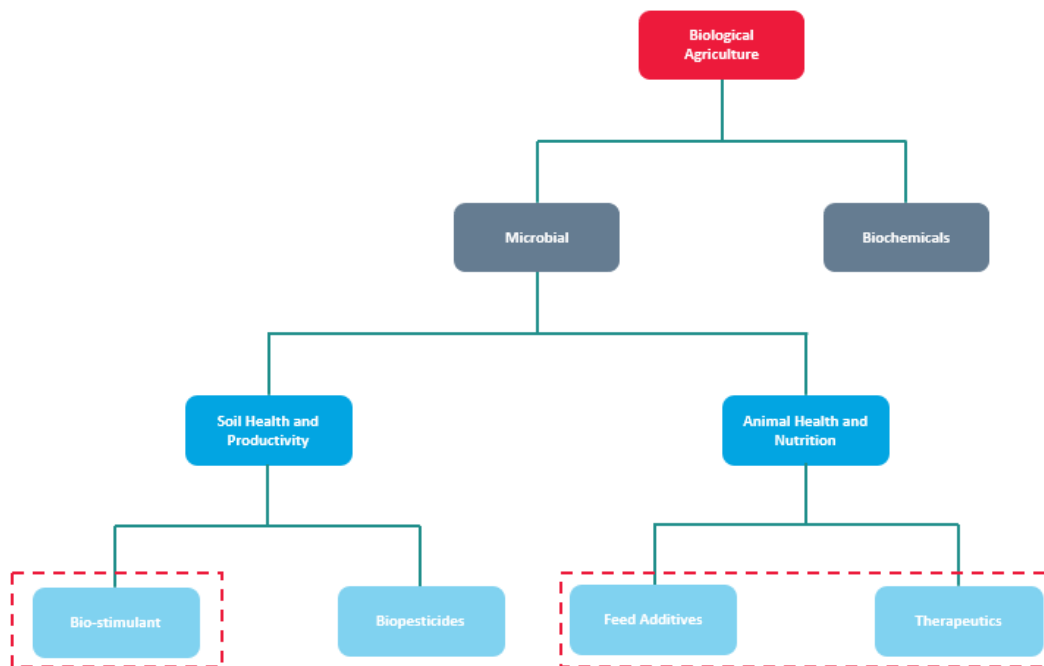 Biological
Agriculture
Microbial
Biochemicals
Soil Health and
Productivity
Animal Health and
Nutrition
Bio-stimulant
Biopesticides
Feed Additives
Therapeutics